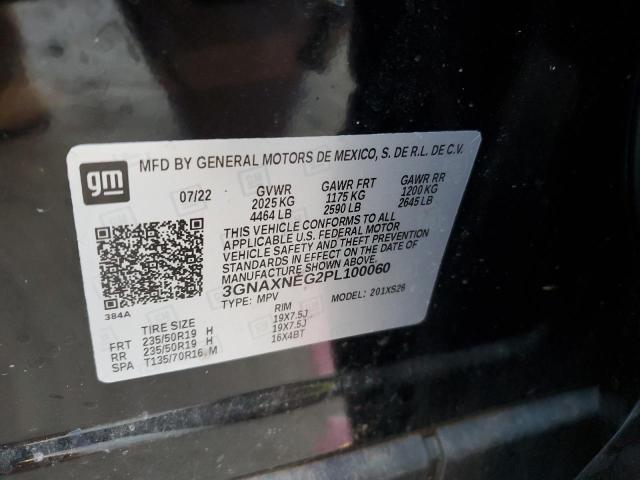 gm
MFD BY GENERAL MOTORS DE MEXICO, S. DE R.L. DE C.V.
07/22 GVWR GAWR FRT GAWR RR
2025 KG 1175 KG 1200 KG
4464 LB 2590 LB 2645 LB
THIS VEHICLE CONFORMS TO ALL
APPLICABLE U.S. FEDERAL MOTOR
VEHICLE SAFETY AND THEFT PREVENTION
STANDARDS IN EFFECT ON THE DATE OF
MANUFACTURE SHOWN ABOVE.
3GNAXNEG2PL100060
TYPE: MPV MODEL: 201XS26
384A
TIRE SIZE RIM
FRT 235/50R19 H 19X7.5J
RR 235/50R19 H 19X7.5J
SPA T135/70R16 M 16X4BT